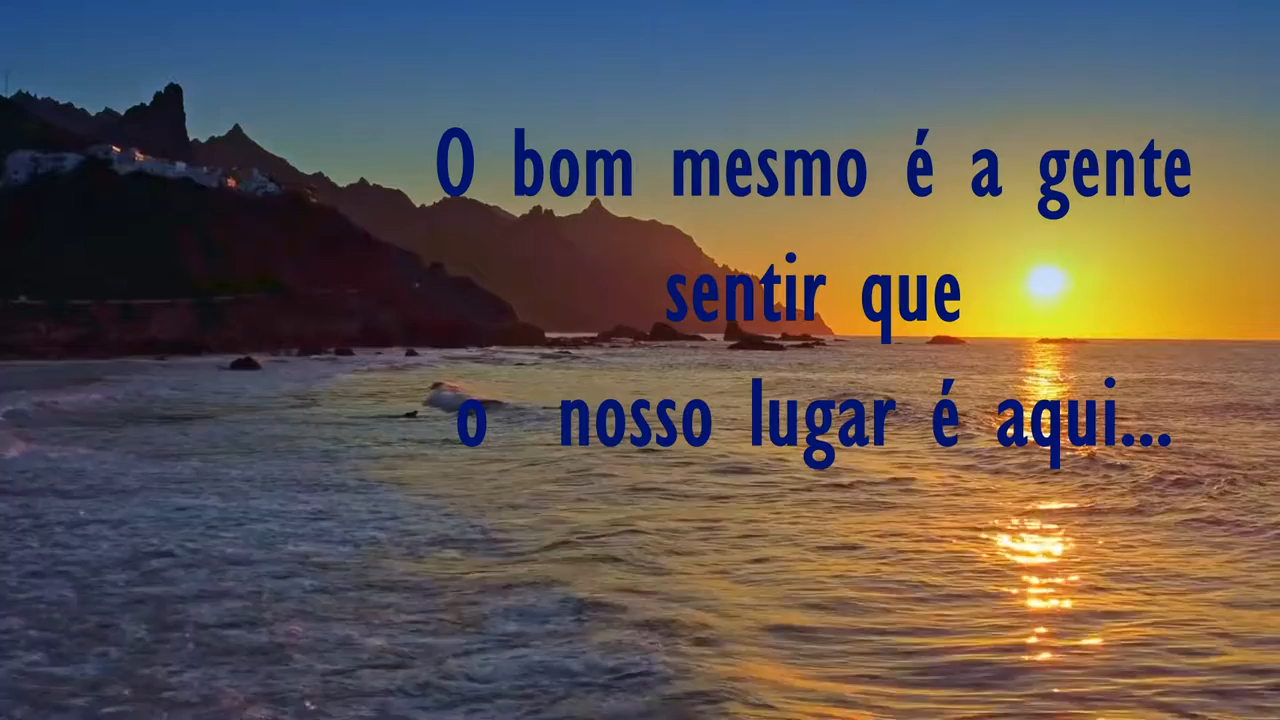 O bom mesmo é a gente
sentir que
o nosso lugar é aqui...